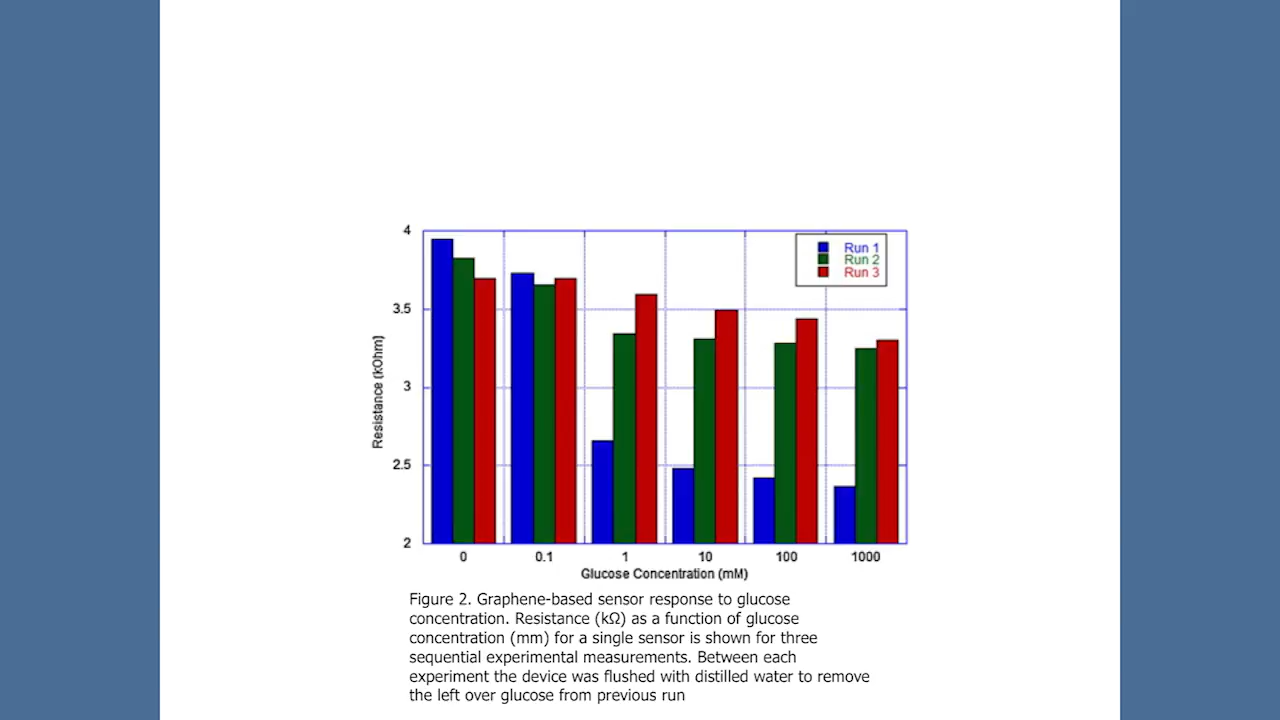 4
3.5
3
2.5
2
Resistance (kOhm)
Run 1
Run 2
Run 3
0 0.1 1 10 100 1000
Glucose Concentration (mM)
Figure 2. Graphene-based sensor response to glucose
concentration. Resistance (kΩ) as a function of glucose
concentration (mm) for a single sensor is shown for three
sequential experimental measurements. Between each
experiment the device was flushed with distilled water to remove
the left over glucose from previous run